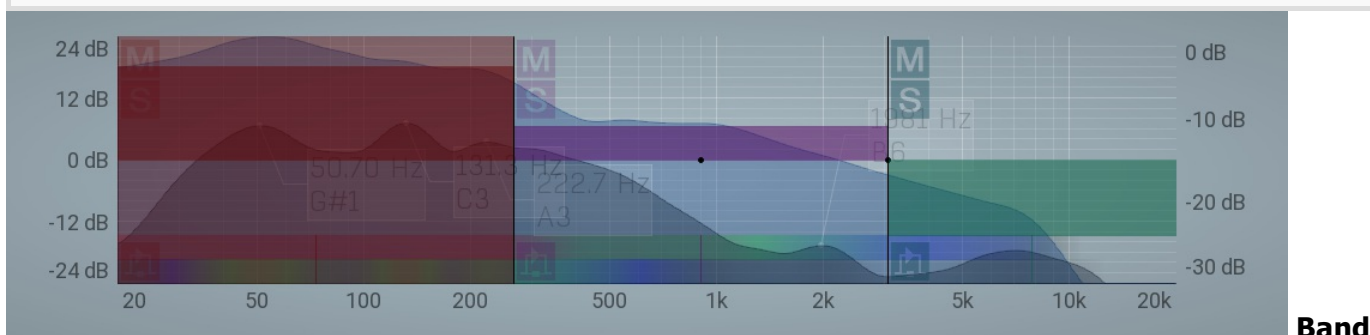 24 dB M M M 0 dB
12 dB S S S 1981 Hz -10 dB
B6
0 dB 50.70 Hz 131.3 Hz 222.7 Hz
G#1 C3 A3 -20 dB
-12 dB
-24 dB -30 dB
20 50 100 200 500 1k 2k 5k 10k 20k
Band